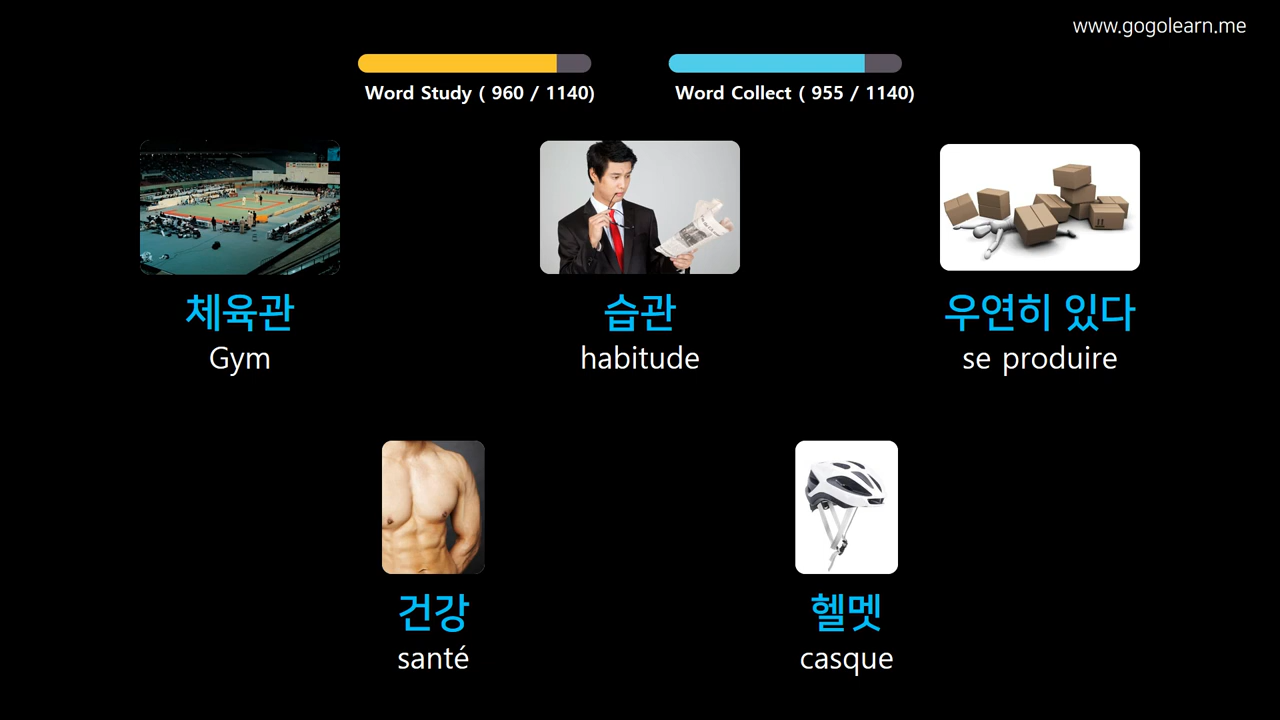 www.gogolearn.me
Word Study ( 960 / 1140)
Word Collect ( 955 / 1140)
체육관
Gym
습관
habitude
우연히 있다
se produire
건강
santé
헬멧
casque